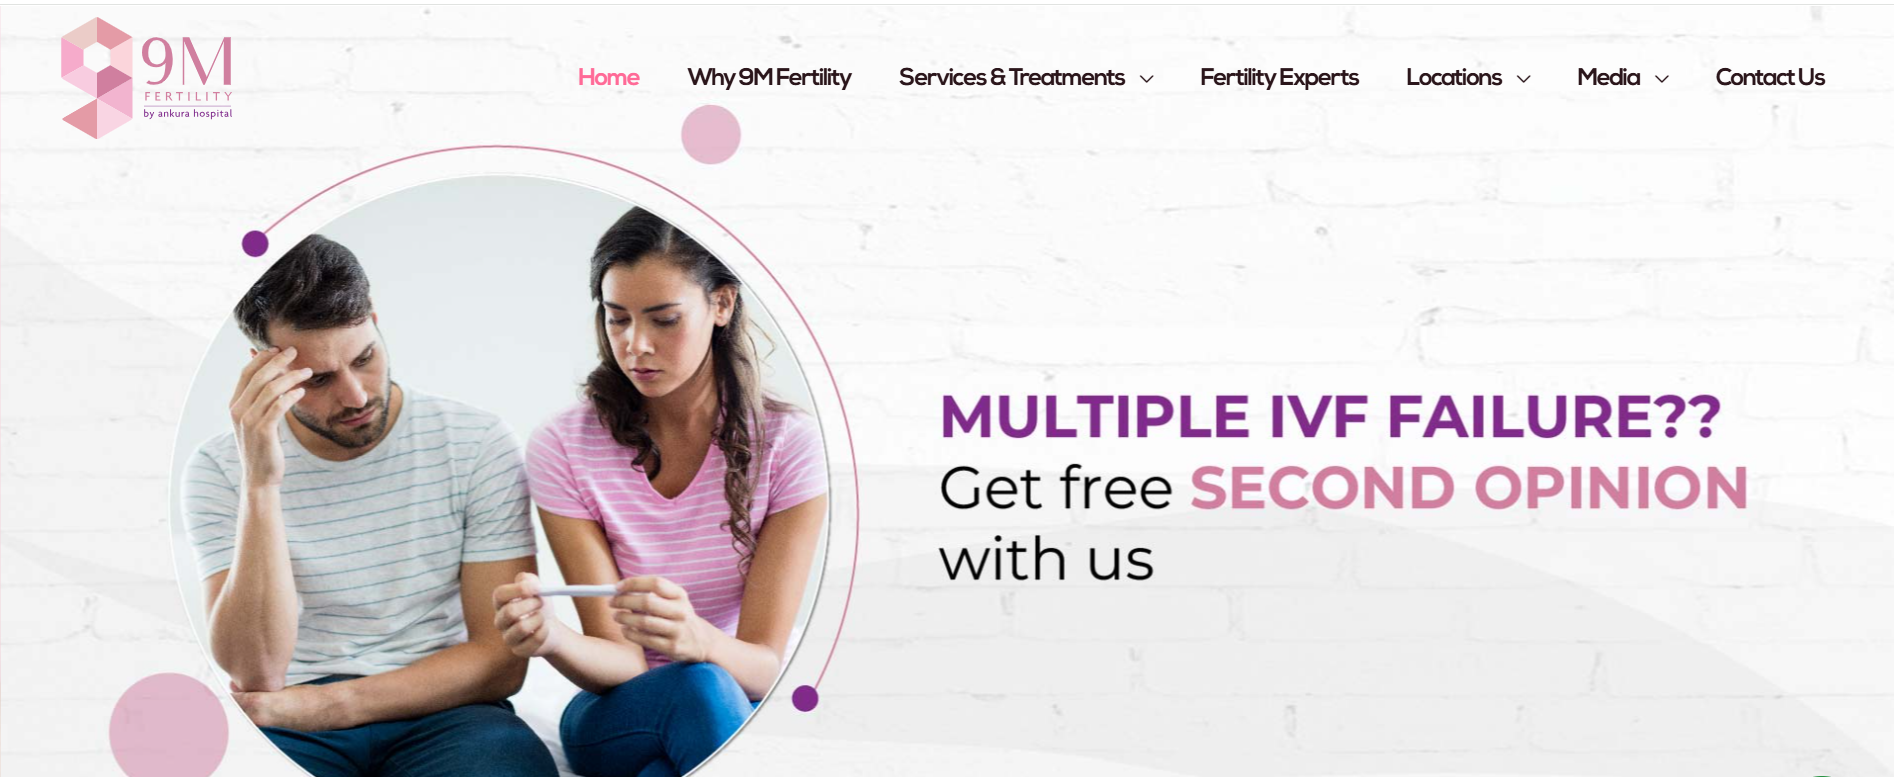 9M
FERTILITY
by ankura hospital
Home Why 9M Fertility Services & Treatments Fertility Experts Locations Media Contact Us
MULTIPLE IVF FAILURE??
Get free SECOND OPINION
with us